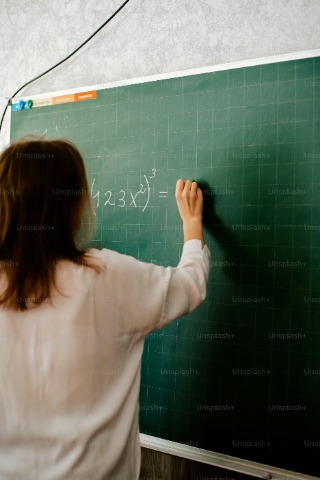 (123x²)³ =